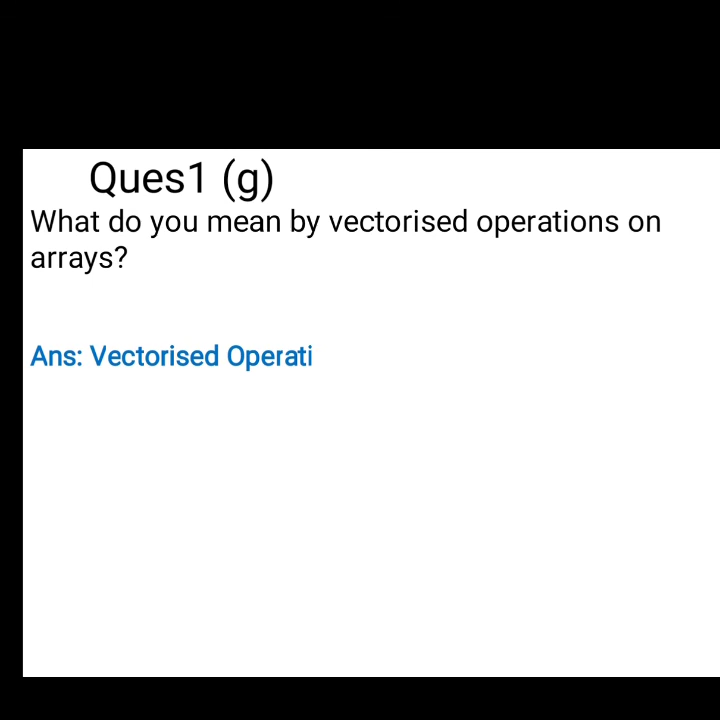 Ques1 (g)
What do you mean by vectorised operations on
arrays?
Ans: Vectorised Operati